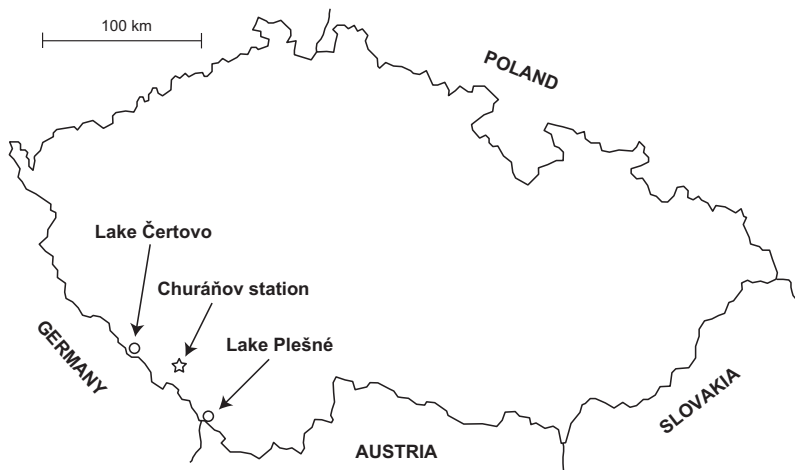 100 km
POLAND
Lake Čertovo
Churáňov station
GERMANY
Lake Plešné
SLOVAKIA
AUSTRIA